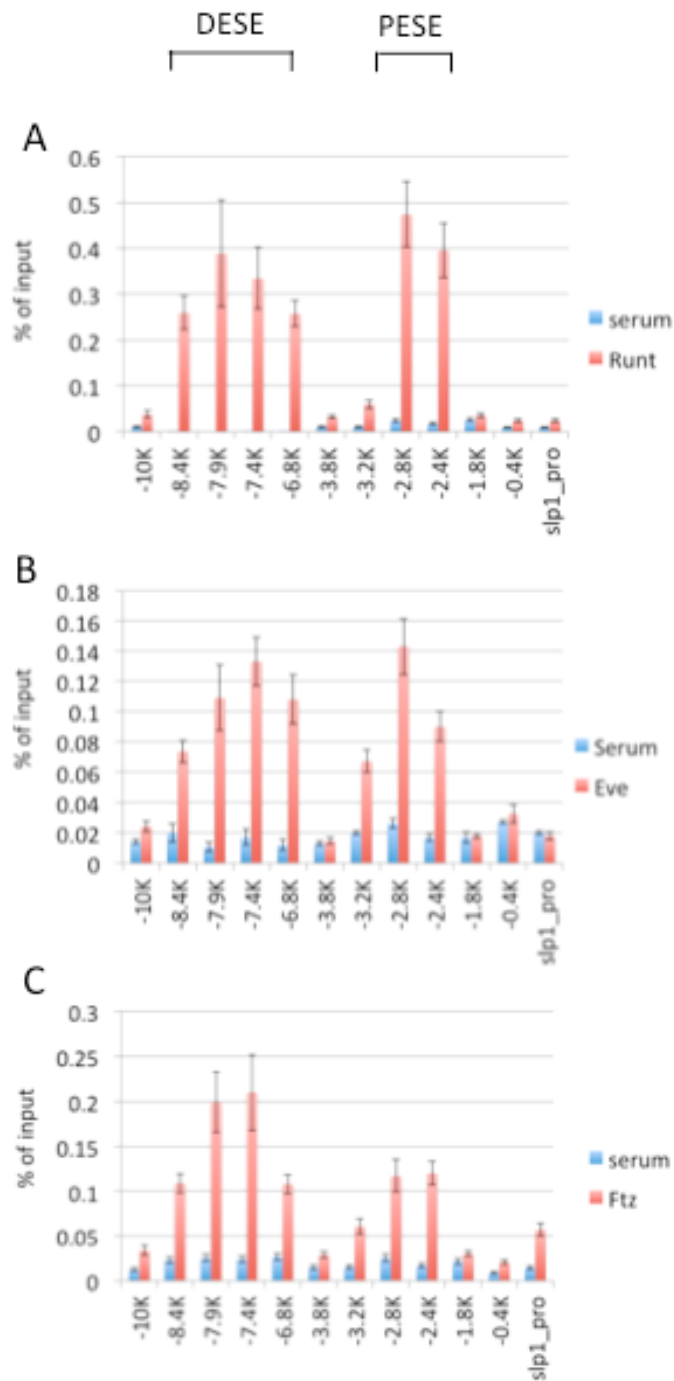 DESE PESE
A
0.6
0.5
0.4
0.3
0.2
0.1
0
% of input
-10K -8.4K -7.9K -7.4K -6.8K -3.8K -3.2K -2.8K -2.4K -1.8K -0.4K slp1_pro
serum
Runt
B
0.18
0.16
0.14
0.12
0.1
0.08
0.06
0.04
0.02
0
% of input
-10K -8.4K -7.9K -7.4K -6.8K -3.8K -3.2K -2.8K -2.4K -1.8K -0.4K slp1_pro
Serum
Eve
C
0.3
0.25
0.2
0.15
0.1
0.05
0
% of input
-10K -8.4K -7.9K -7.4K -6.8K -3.8K -3.2K -2.8K -2.4K -1.8K -0.4K slp1_pro
serum
Ftz